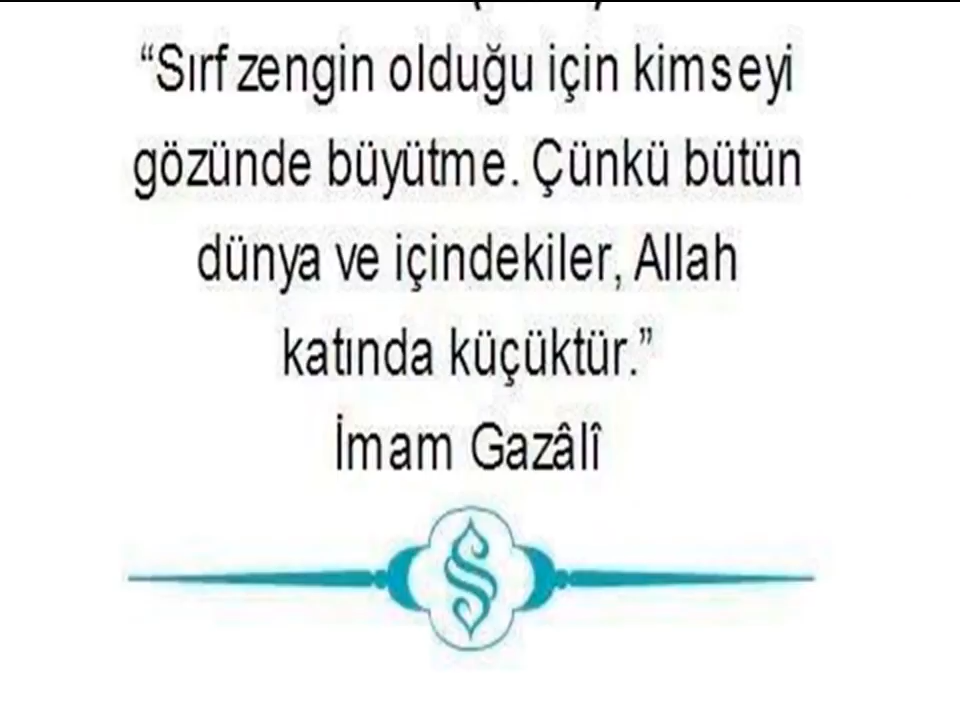 “Sırf zengin olduğu için kimseyi
gözünde büyütme. Çünkü bütün
dünya ve içindekiler, Allah
katında küçüktür.”
İmam Gazâlî